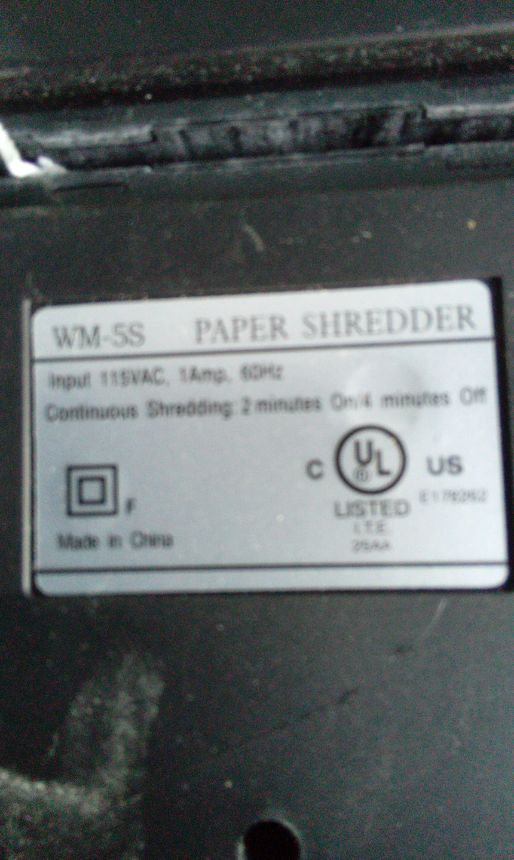 WM-5S PAPER SHREDDER
Input 115VAC, 1Amp, 60Hz
Continuous Shredding: 2 minutes On/4 minutes Off
C UL US
LISTED
I.T.E.
F
Made in China